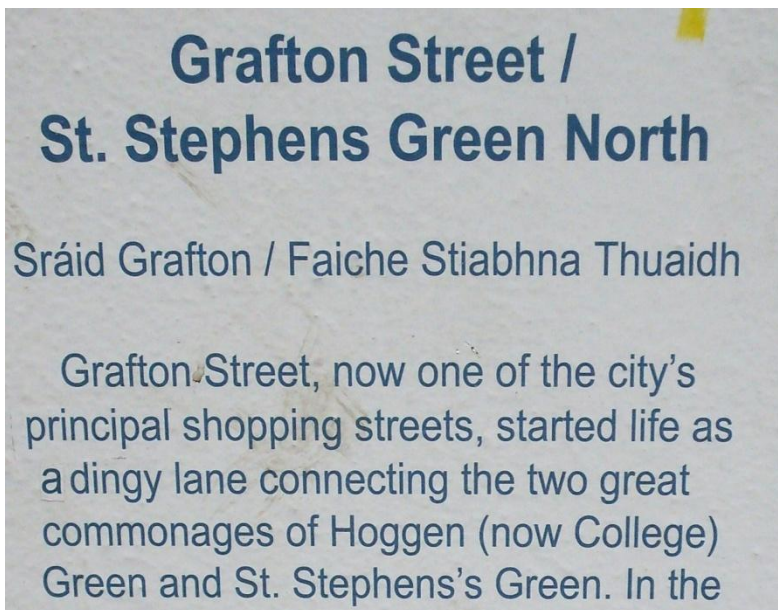 Grafton Street /
St. Stephens Green North
Sráid Grafton / Faiche Stiabhna Thuaidh
Grafton Street, now one of the city’s
principal shopping streets, started life as
a dingy lane connecting the two great
commonages of Hoggen (now College)
Green and St. Stephens’s Green. In the